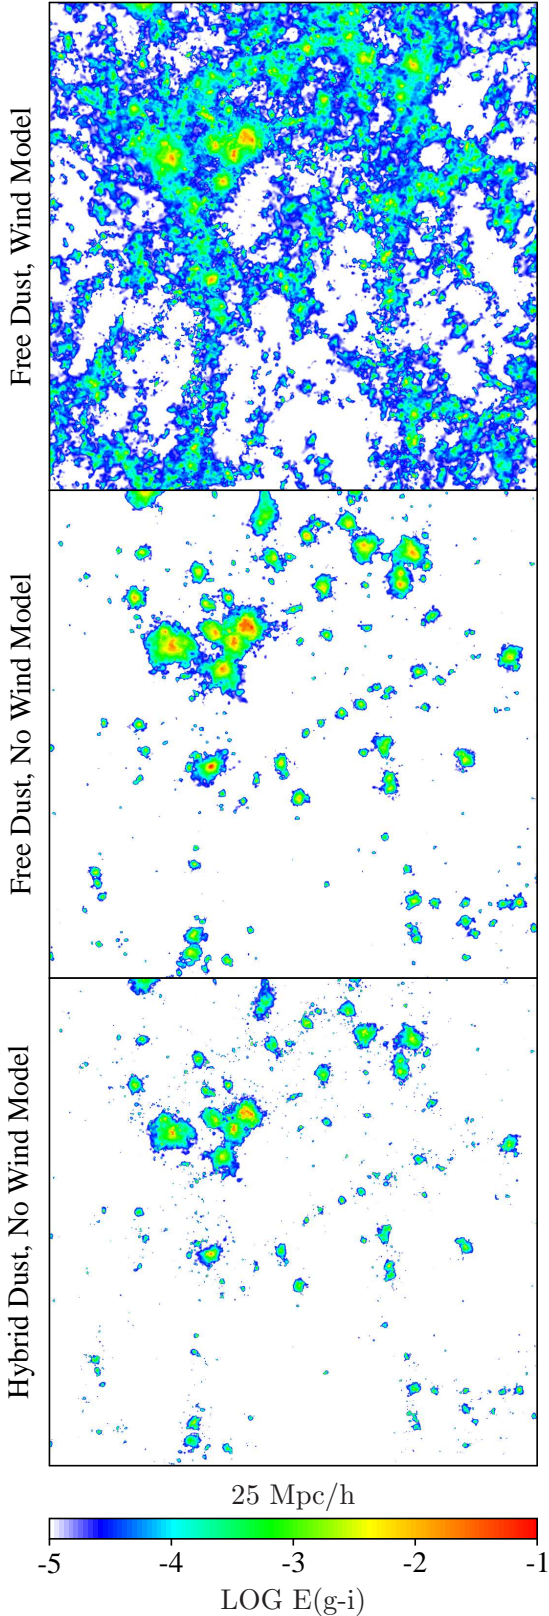 Free Dust, Wind Model
Free Dust, No Wind Model
Hybrid Dust, No Wind Model
25 Mpc/h
-5 -4 -3 -2 -1
LOG E(g-i)